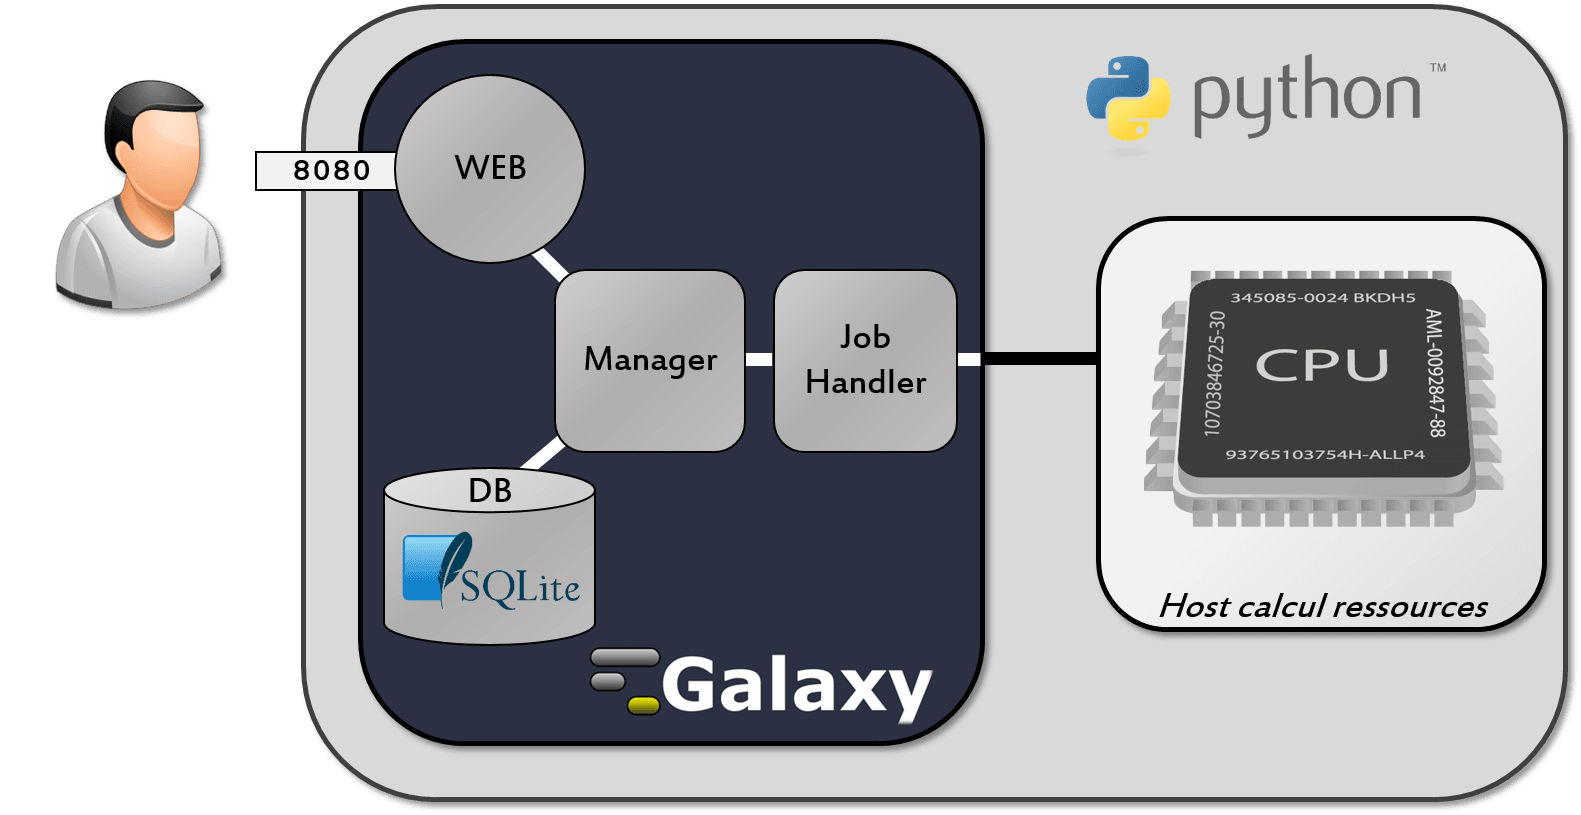 python™
8080
WEB
Manager
Job
Handler
DB
SQLite
Galaxy
345085-0024 BKDH5
10703846725-30
AML-0092847-88
CPU
93765103754H-ALLP4
Host calcul ressources